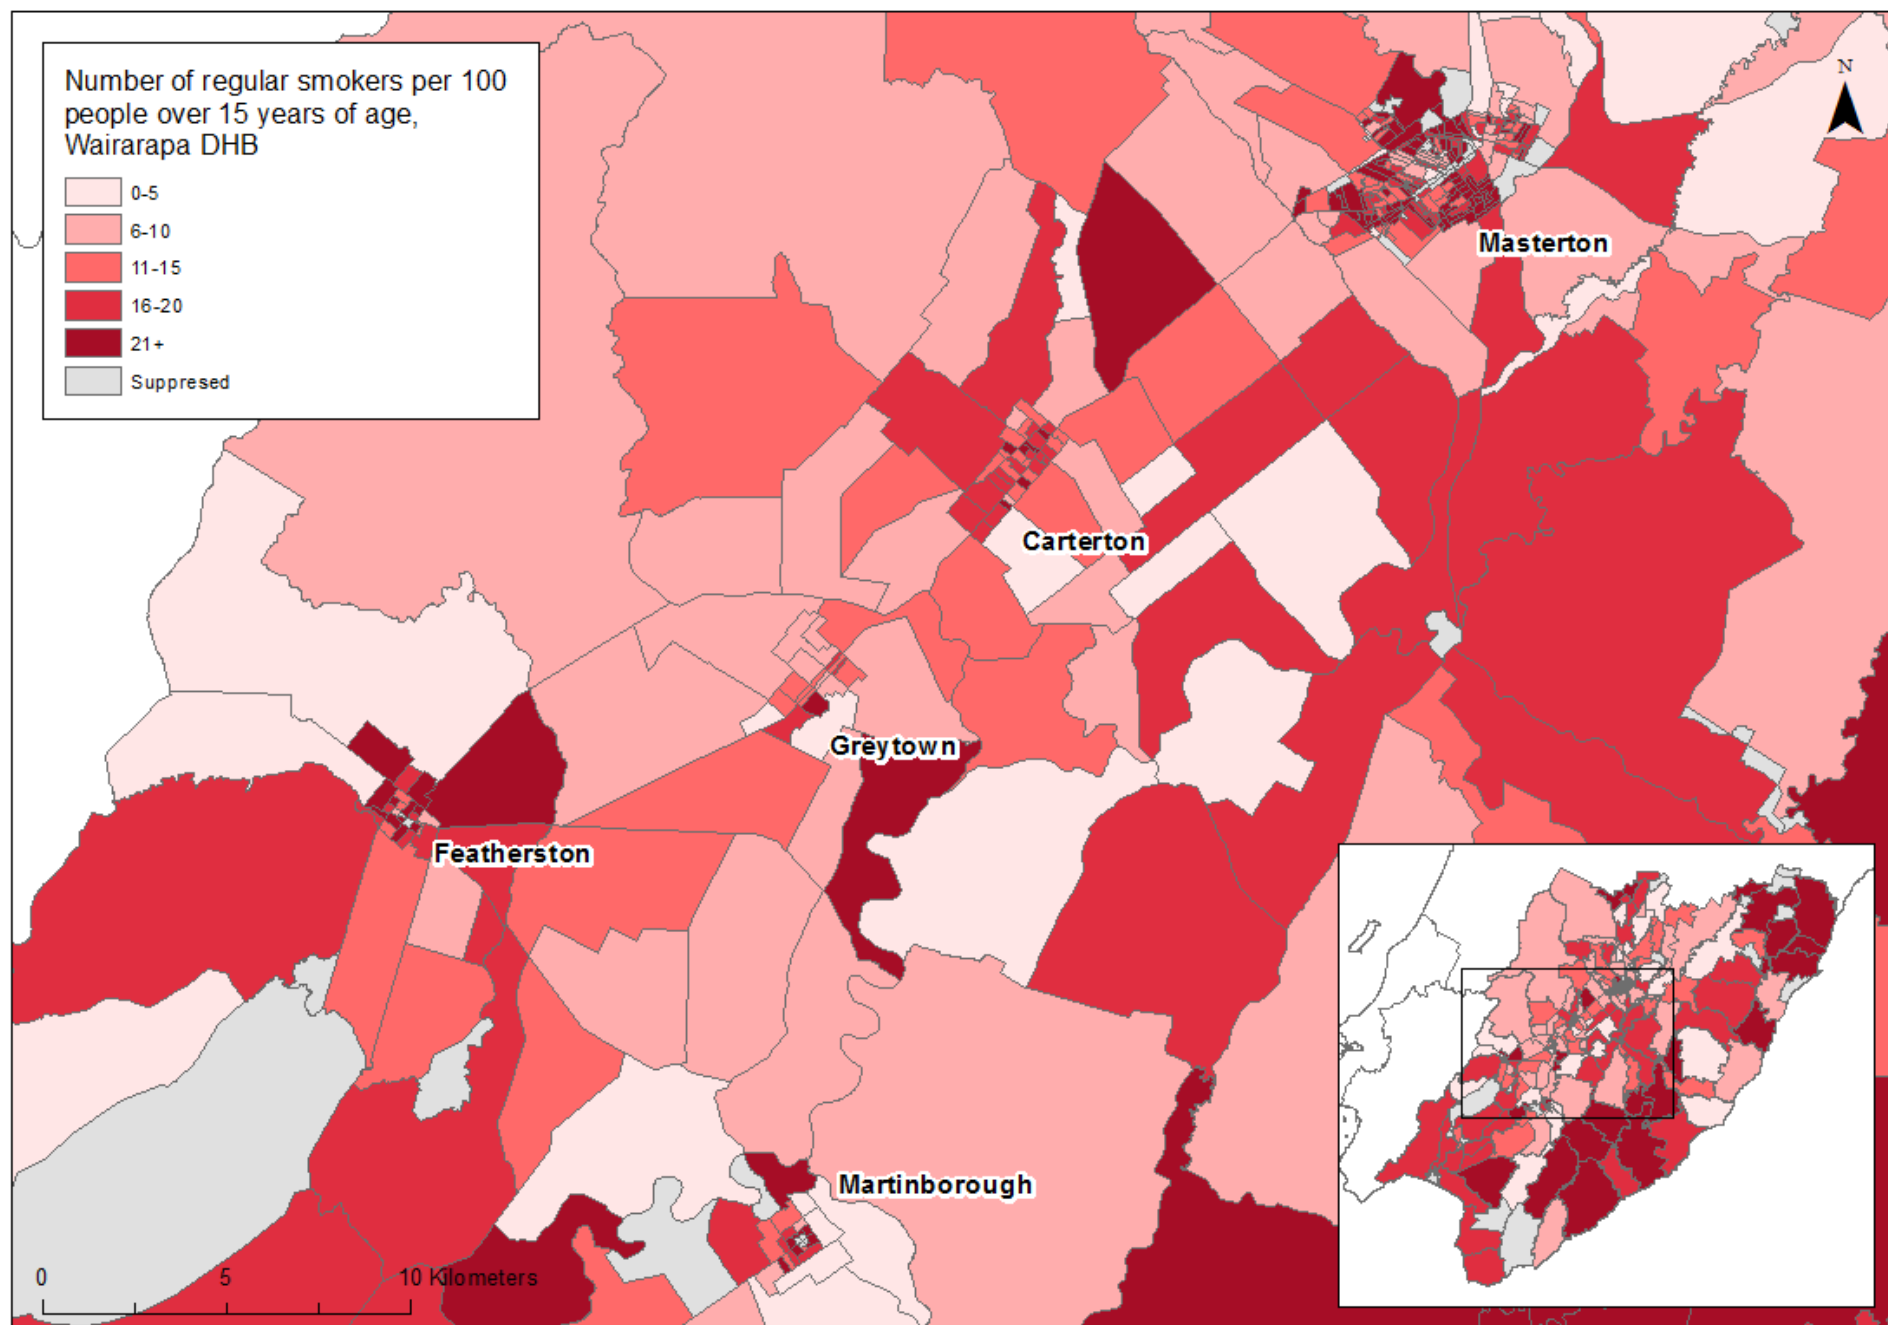 Number of regular smokers per 100
people over 15 years of age,
Wairarapa DHB
0-5
6-10
11-15
16-20
21+
Suppresed
N
Masterton
Carterton
Greytown
Featherston
Martinborough
0 5 10 Kilometers